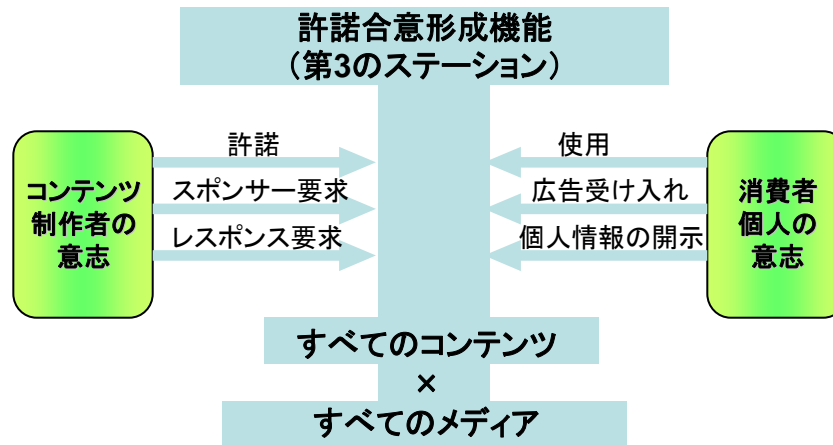 許諾合意形成機能
（第3のステーション）
コンテンツ
制作者の
意志
許諾
スポンサー要求
レスポンス要求
使用
広告受け入れ
個人情報の開示
消費者
個人の
意志
すべてのコンテンツ
×
すべてのメディア